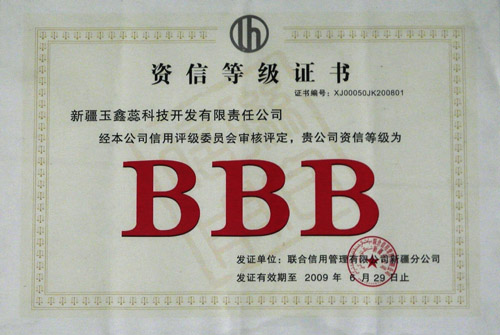 资信等级证书
证书编号：XJ00050JK200801
新疆玉鑫蕊科技开发有限责任公司
经本公司信用评级委员会审核评定，贵公司资信等级为
BBB
发证单位：联合信用管理有限公司新疆分公司
发证有效期至 2009 年 6 月 29 日止